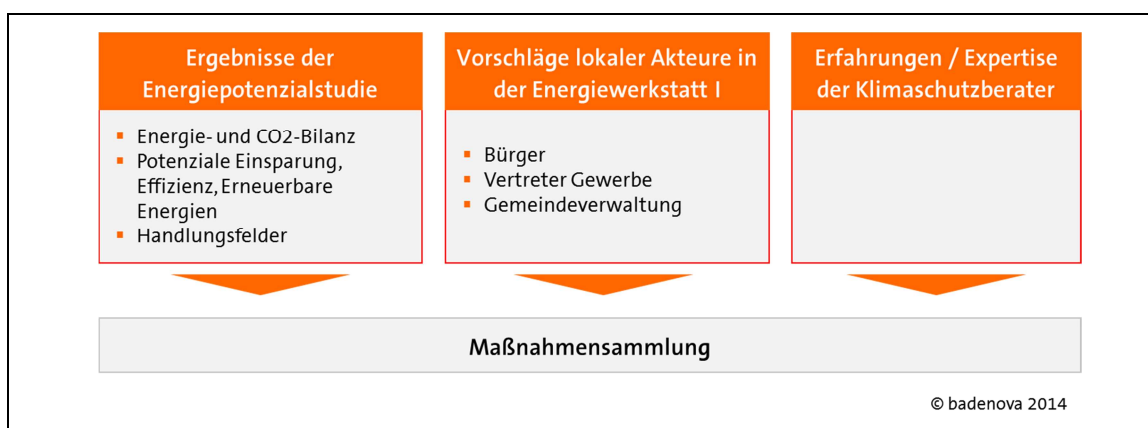 Ergebnisse der
Energiepotenzialstudie
▪ Energie- und CO2-Bilanz
▪ Potenziale Einsparung,
Effizienz, Erneuerbare
Energien
▪ Handlungsfelder
Vorschläge lokaler Akteure in
der Energiewerkstatt I
▪ Bürger
▪ Vertreter Gewerbe
▪ Gemeindeverwaltung
Erfahrungen / Expertise
der Klimaschutzberater
Maßnahmensammlung
© badenova 2014